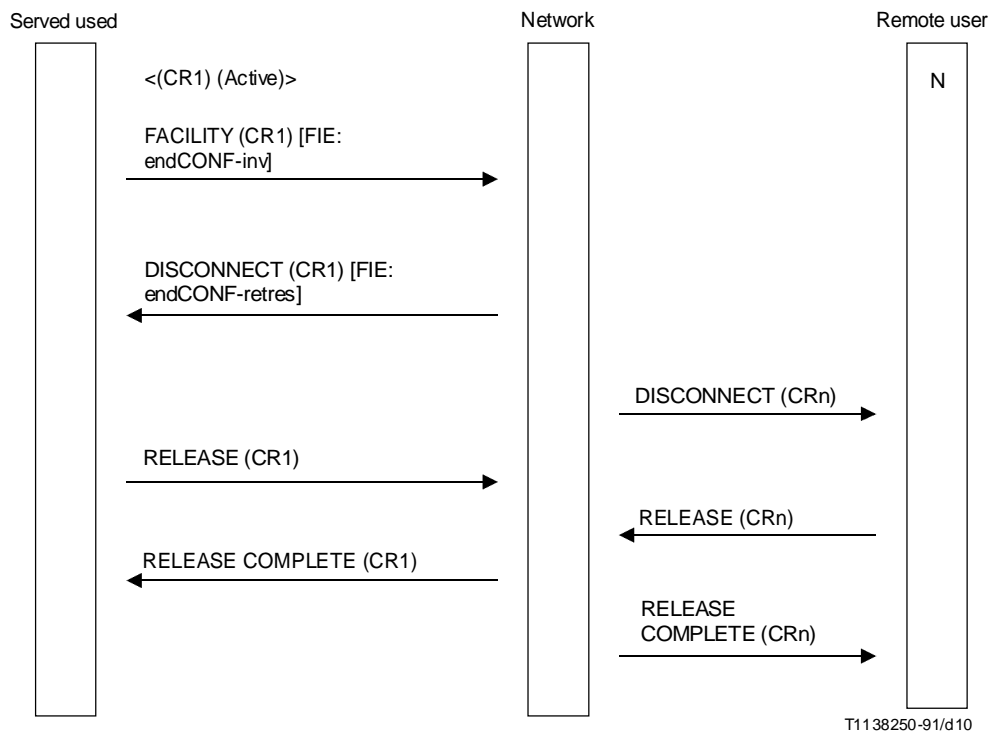 Served used
Network
Remote user
<(CR1) (Active)>
N
FACILITY (CR1) [FIE:
endCONF-inv]
DISCONNECT (CR1) [FIE:
endCONF-retres]
DISCONNECT (CRn)
RELEASE (CR1)
RELEASE (CRn)
RELEASE COMPLETE (CR1)
RELEASE
COMPLETE (CRn)
T1138250-91/d10